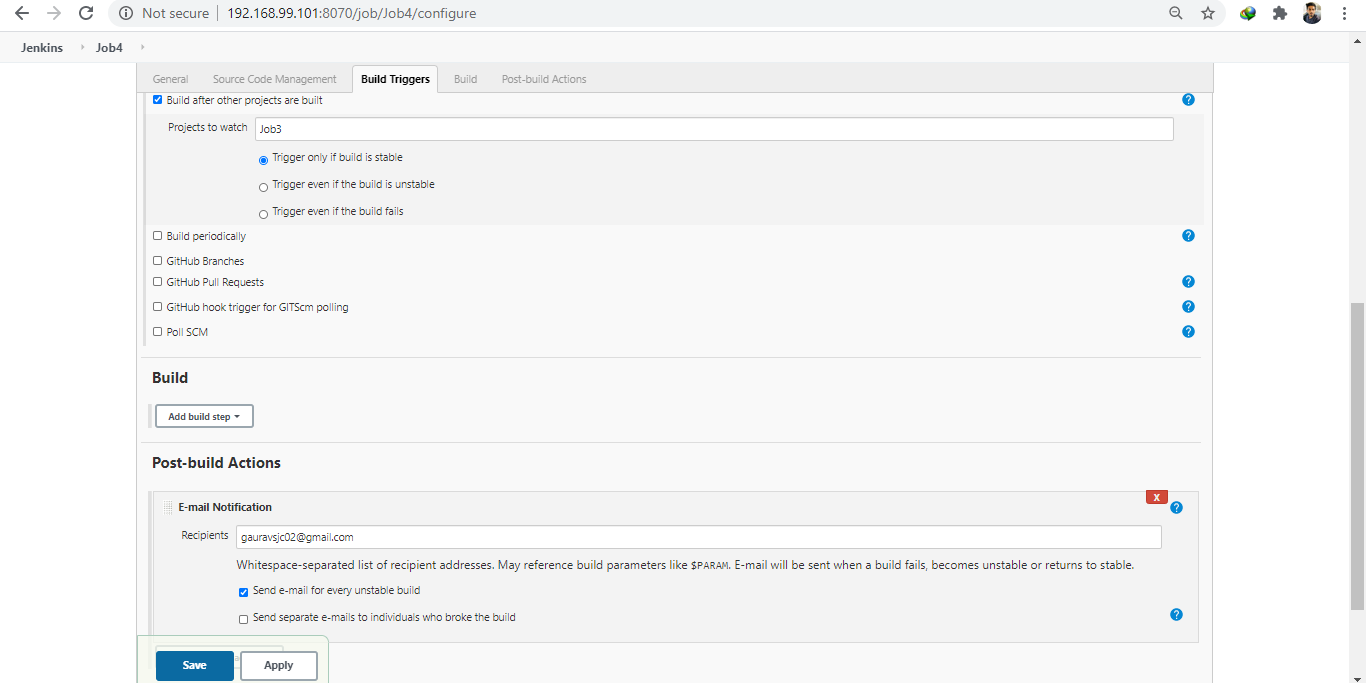 Not secure 192.168.99.101:8070/job/Job4/configure
Jenkins Job4
General Source Code Management Build Triggers Build Post-build Actions
Build after other projects are built
Projects to watch Job3
Trigger only if build is stable
Trigger even if the build is unstable
Trigger even if the build fails
Build periodically
GitHub Branches
GitHub Pull Requests
GitHub hook trigger for GITScm polling
Poll SCM
Build
Add build step
Post-build Actions
X
E-mail Notification
Recipients gauravsjc02@gmail.com
Whitespace-separated list of recipient addresses. May reference build parameters like $PARAM. E-mail will be sent when a build fails, becomes unstable or returns to stable.
Send e-mail for every unstable build
Send separate e-mails to individuals who broke the build
Save Apply